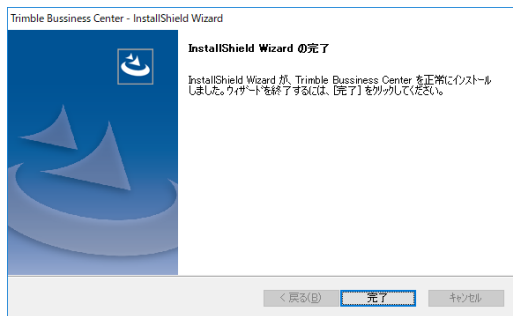 Trimble Bussiness Center - InstallShield Wizard
InstallShield Wizard の完了
InstallShield Wizard が、Trimble Bussiness Center を正常にインストール
しました。ウィザードを終了するには、[完了] をクリックしてください。
< 戻る(B)
完了
キャンセル